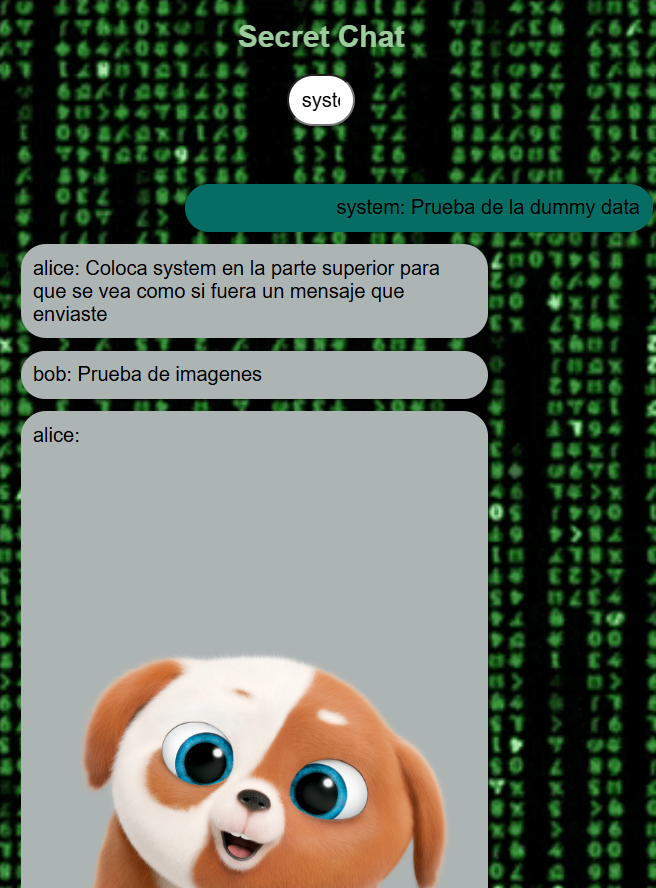 Secret Chat
syst
system: Prueba de la dummy data
alice: Coloca system en la parte superior para
que se vea como si fuera un mensaje que
enviaste
bob: Prueba de imagenes
alice: